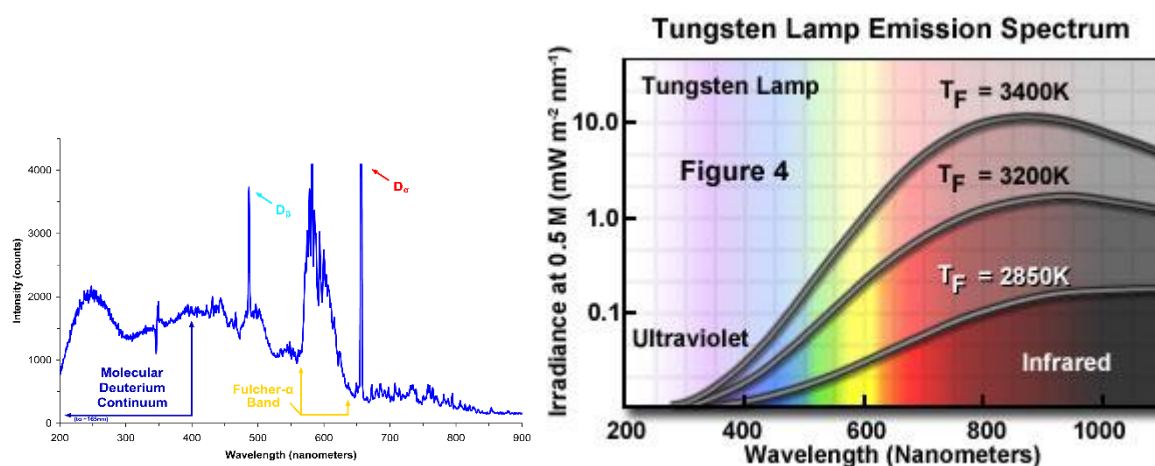 4000
3000
2000
1000
0
Intensity (counts)
200 300 400 500 600 700 800 900
Wavelength (nanometers)
Dβ
Dα
Molecular
Deuterium
Continuum
(to ~165nm)
Fulcher-α
Band
Tungsten Lamp Emission Spectrum
Tungsten Lamp
Figure 4
Ultraviolet
Infrared
TF = 3400K
TF = 3200K
TF = 2850K
10.0
1.0
0.1
Irradiance at 0.5 M (mW m-2 nm-1)
200 400 600 800 1000
Wavelength (Nanometers)